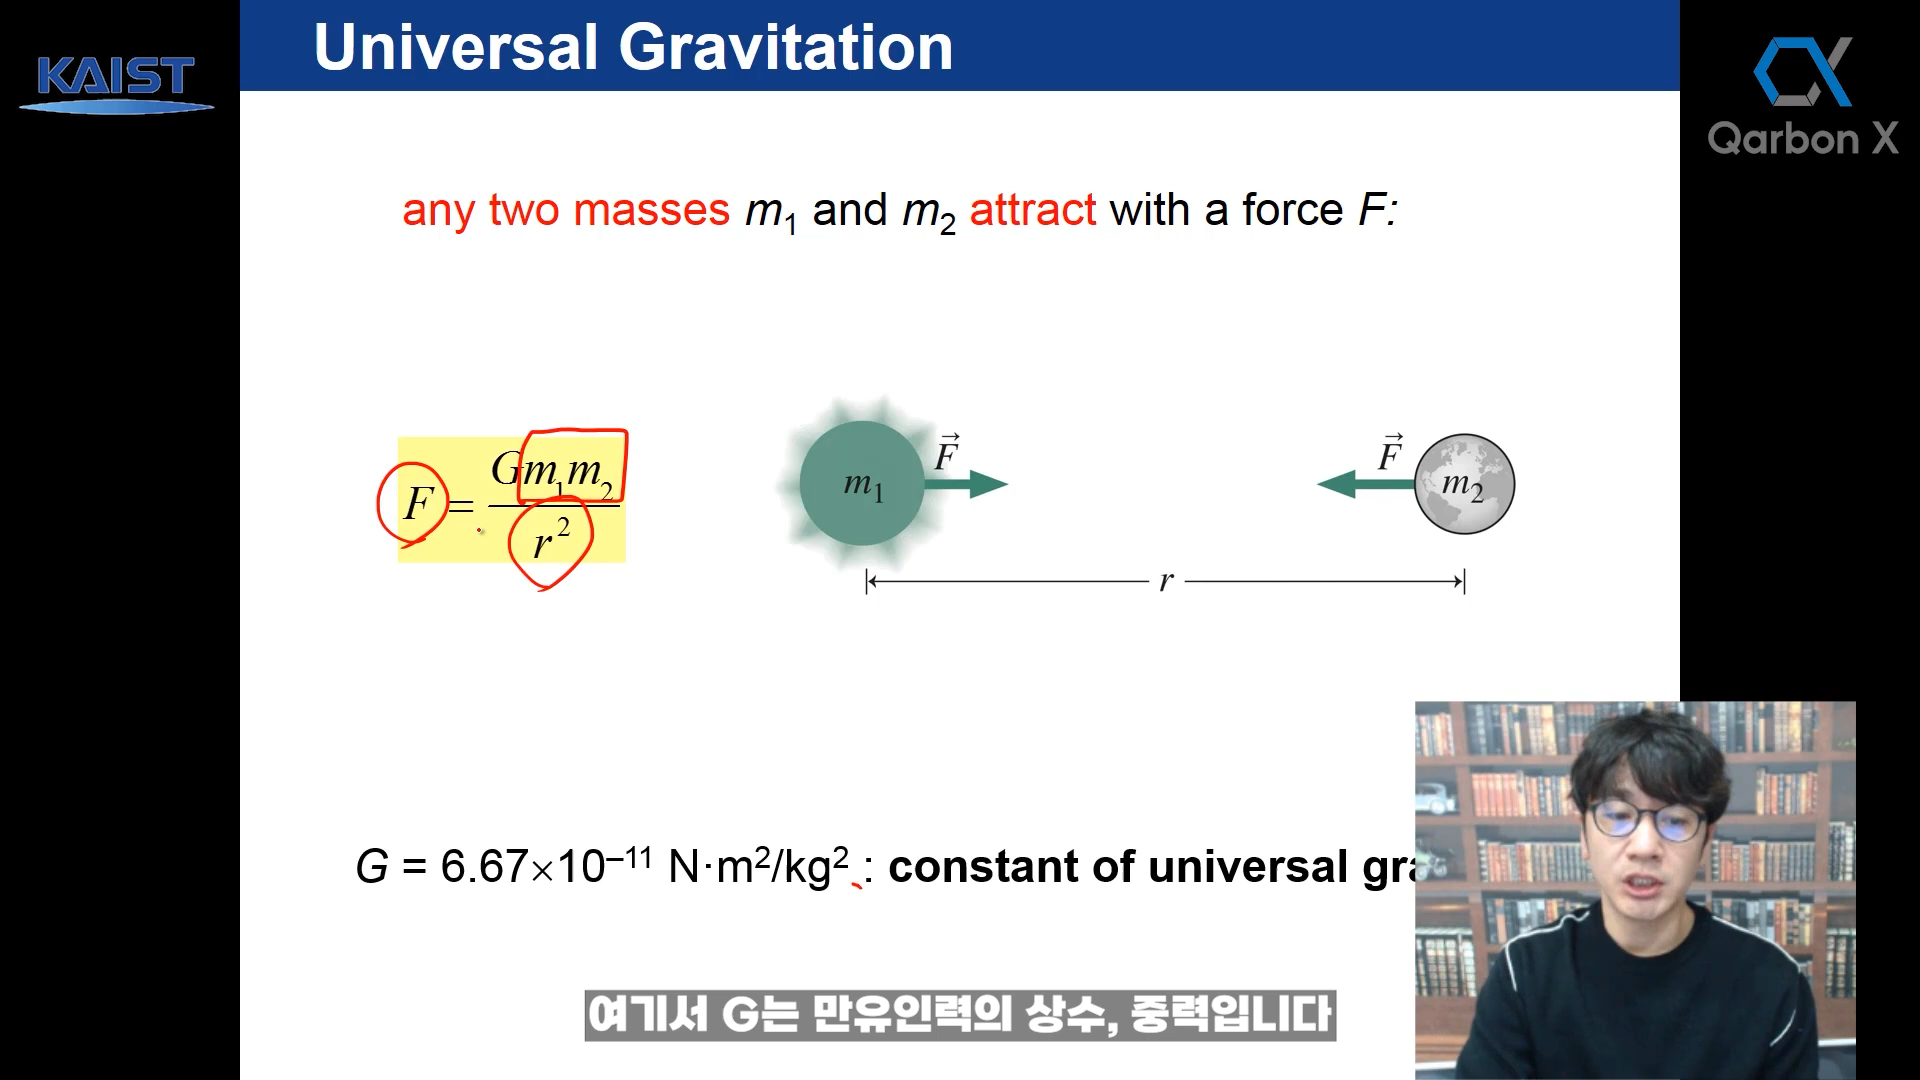 Universal Gravitation
KAIST
Qarbon X
any two masses m₁ and m₂ attract with a force F:
F = Gm₁m₂ / r²
m₁
F⃗
F⃗
m₂
r
G = 6.67×10⁻¹¹ N·m²/kg² : constant of universal gra
여기서 G는 만유인력의 상수, 중력입니다